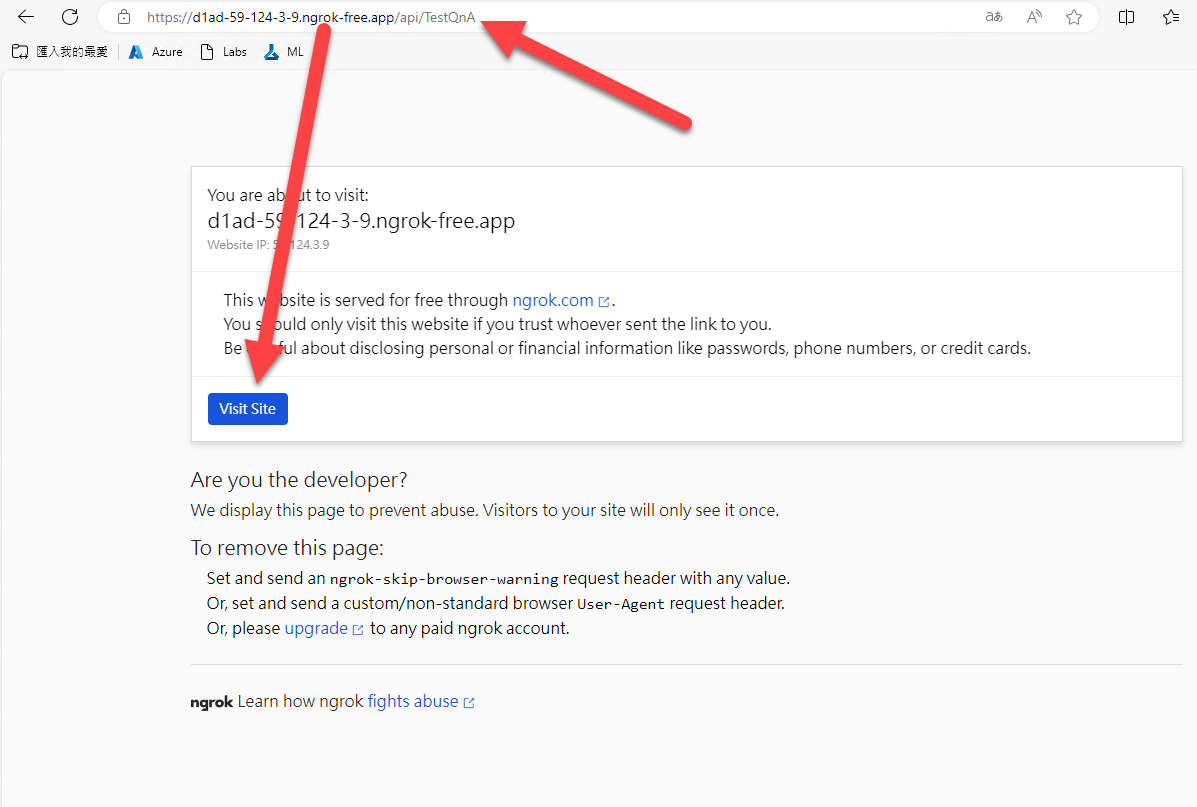 https://d1ad-59-124-3-9.ngrok-free.app/api/TestQnA
匯入我的最愛 Azure Labs ML
You are to visit:
124-3-9.ngrok-free.app
Website IP:
This is served for free through ngrok.com.
You should only visit this website if you trust whoever sent the link to you.
Be about disclosing personal or financial information like passwords, phone numbers, or credit cards.
Visit Site
Are you the developer?
We display this page to prevent abuse. Visitors to your site will only see it once.
To remove this page:
Set and send an ngrok-skip-browser-warning request header with any value.
Or, set and send a custom/non-standard browser User-Agent request header.
Or, please upgrade to any paid ngrok account.
ngrok Learn how ngrok fights abuse